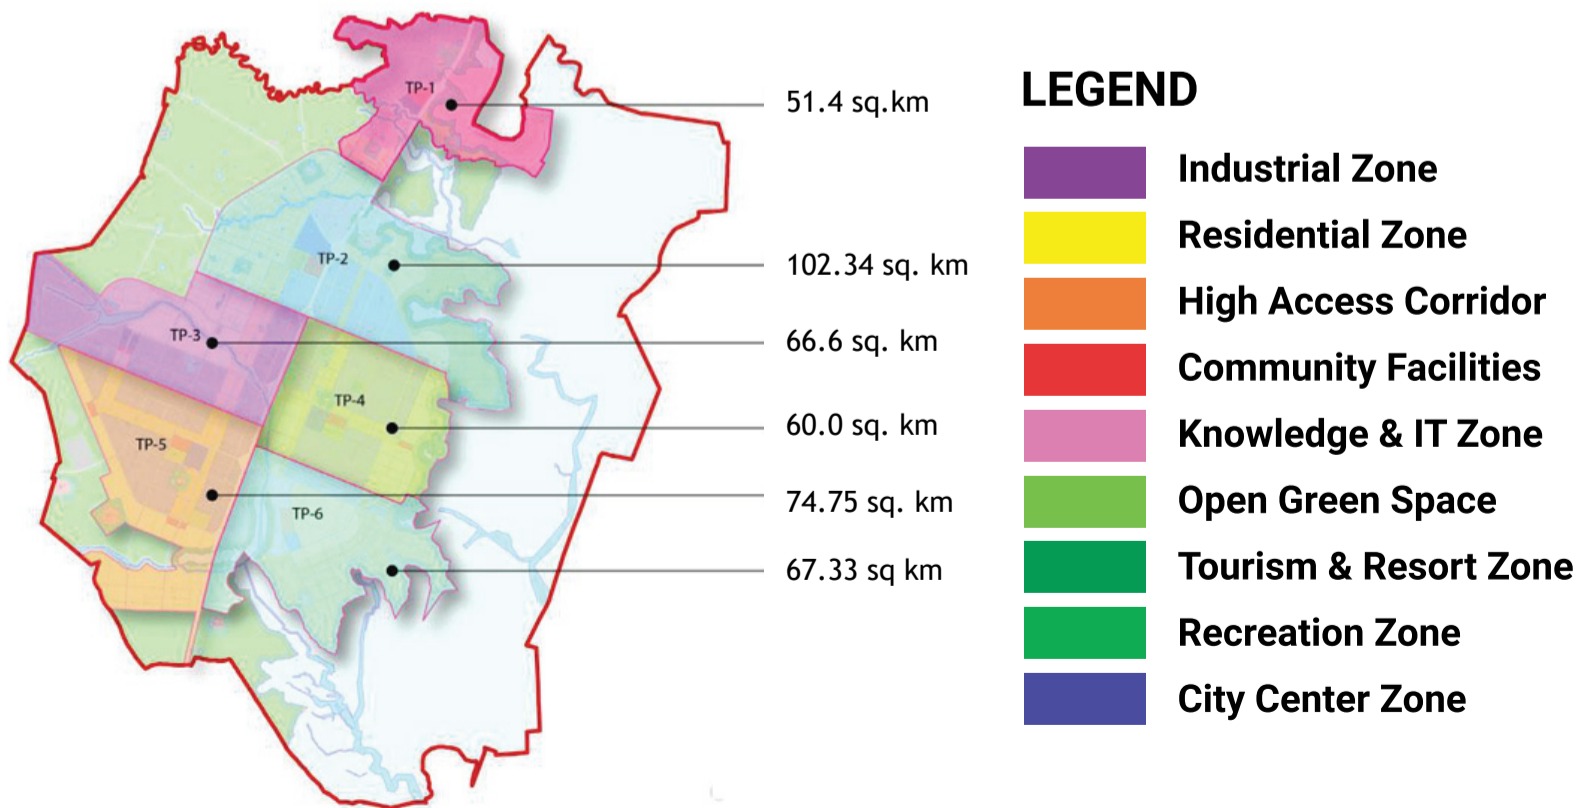 TP-1
51.4 sq.km
TP-2
102.34 sq. km
TP-3
66.6 sq. km
TP-4
60.0 sq. km
TP-5
74.75 sq. km
TP-6
67.33 sq km
LEGEND
Industrial Zone
Residential Zone
High Access Corridor
Community Facilities
Knowledge & IT Zone
Open Green Space
Tourism & Resort Zone
Recreation Zone
City Center Zone